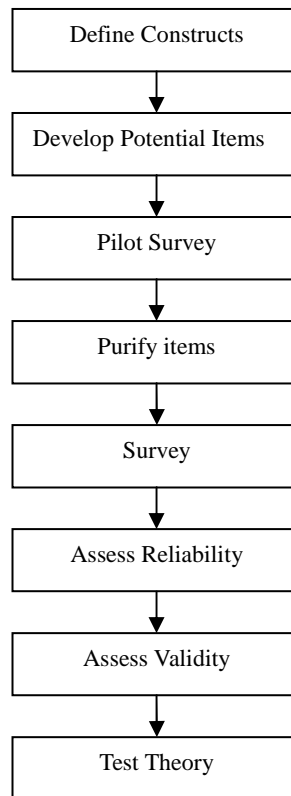 Define Constructs
Develop Potential Items
Pilot Survey
Purify items
Survey
Assess Reliability
Assess Validity
Test Theory